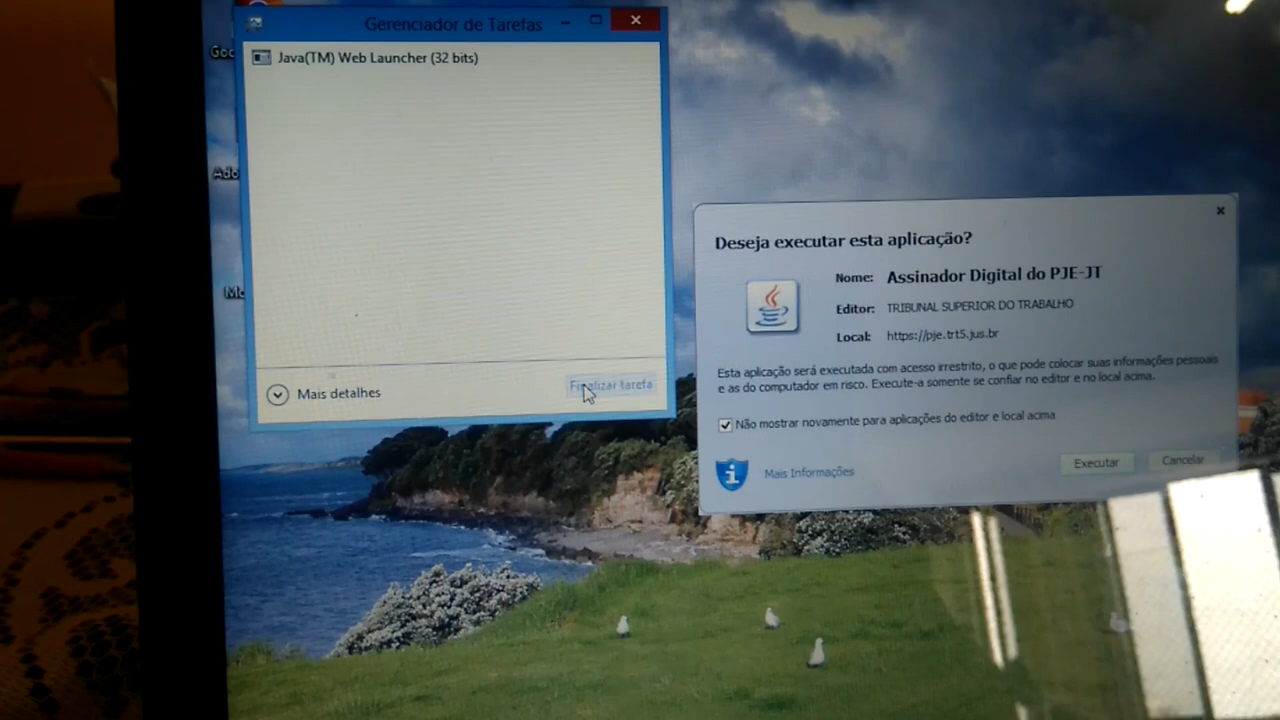 Gerenciador de Tarefas
Java(TM) Web Launcher (32 bits)
Mais detalhes
Finalizar tarefa
Deseja executar esta aplicação?
Nome: Assinador Digital do PJE-JT
Editor: TRIBUNAL SUPERIOR DO TRABALHO
Local: https://pje.trt5.jus.br
Esta aplicação será executada com acesso irrestrito, o que pode colocar suas informações pessoais
e as do computador em risco. Execute-a somente se confiar no editor e no local acima.
Não mostrar novamente para aplicações do editor e local acima
Mais Informações
Executar
Cancelar
Goo
Ado